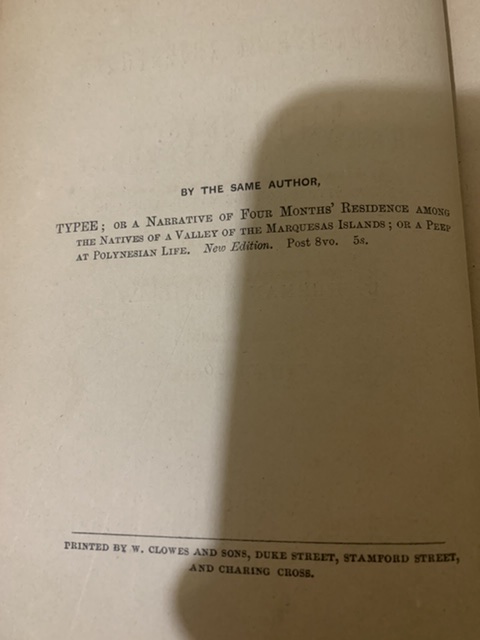 BY THE SAME AUTHOR,
TYPEE; OR A NARRATIVE OF FOUR MONTHS' RESIDENCE AMONG
THE NATIVES OF A VALLEY OF THE MARQUESAS ISLANDS; OR A PEEP
AT POLYNESIAN LIFE. New Edition. Post 8vo. 5s.
PRINTED BY W. CLOWES AND SONS, DUKE STREET, STAMFORD STREET,
AND CHARING CROSS.